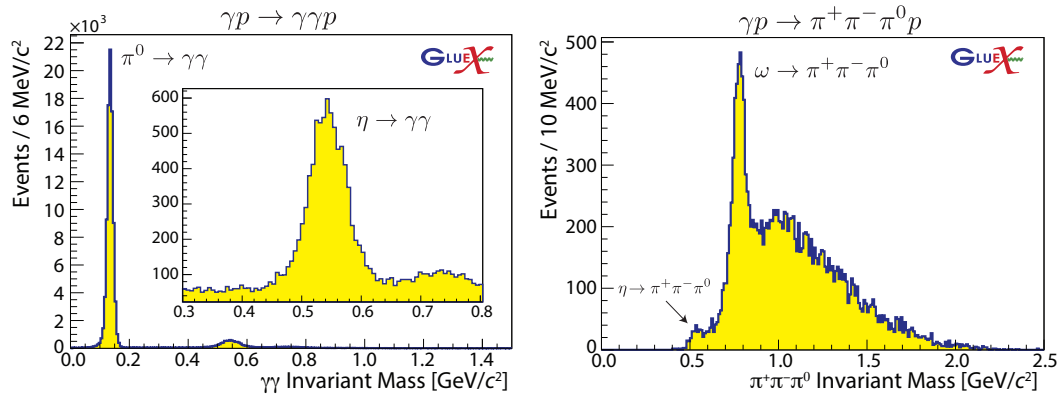 γp → γγp
×10³
Events / 6 MeV/c²
π⁰ → γγ
GLUEX
22
20
18
16
14
12
10
8
6
4
2
0
η → γγ
600
500
400
300
200
100
0.3 0.4 0.5 0.6 0.7 0.8
0.0 0.2 0.4 0.6 0.8 1.0 1.2 1.4
γγ Invariant Mass [GeV/c²]
γp → π⁺π⁻π⁰p
Events / 10 MeV/c²
500
400
300
200
100
0
GLUEX
ω → π⁺π⁻π⁰
η → π⁺π⁻π⁰
0.0 0.5 1.0 1.5 2.0 2.5
π⁺π⁻π⁰ Invariant Mass [GeV/c²]